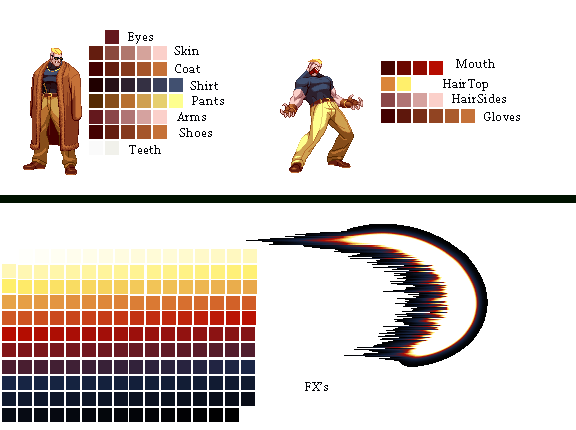 Eyes
Skin
Coat
Shirt
Pants
Arms
Shoes
Teeth
Mouth
HairTop
HairSides
Gloves
FX's